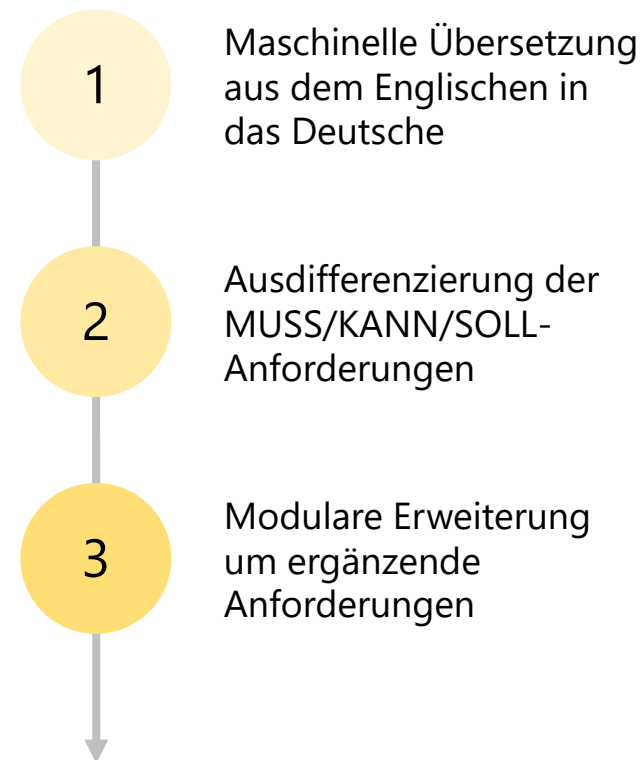 1
Maschinelle Übersetzung
aus dem Englischen in
das Deutsche
2
Ausdifferenzierung der
MUSS/KANN/SOLL-
Anforderungen
3
Modulare Erweiterung
um ergänzende
Anforderungen